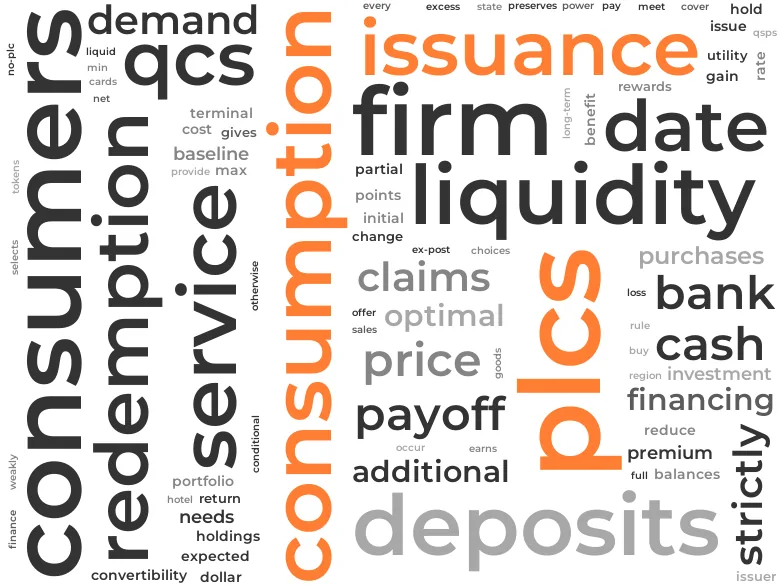 consumers
no-plc
demand
liquid
qcs
min
cards
net
redemption
tokens
selects
weakly
finance
terminal
cost
gives
baseline
provide
max
service
otherwise
conditional
portfolio
hotel
return
needs
holdings
expected
convertibility
dollar
consumption
every
excess
state
preserves
power
pay
meet
cover
hold
issuance
issue
qsps
utility
gain
rate
rewards
firm
long-term
benefit
date
partial
liquidity
points
initial
change
ex-post
choices
claims
purchases
plcs
loss
bank
offer
optimal
sales
rule
buy
cash
price
goods
region
investment
financing
payoff
reduce
occur
earns
premium
additional
full
balances
strictly
deposits
issuer